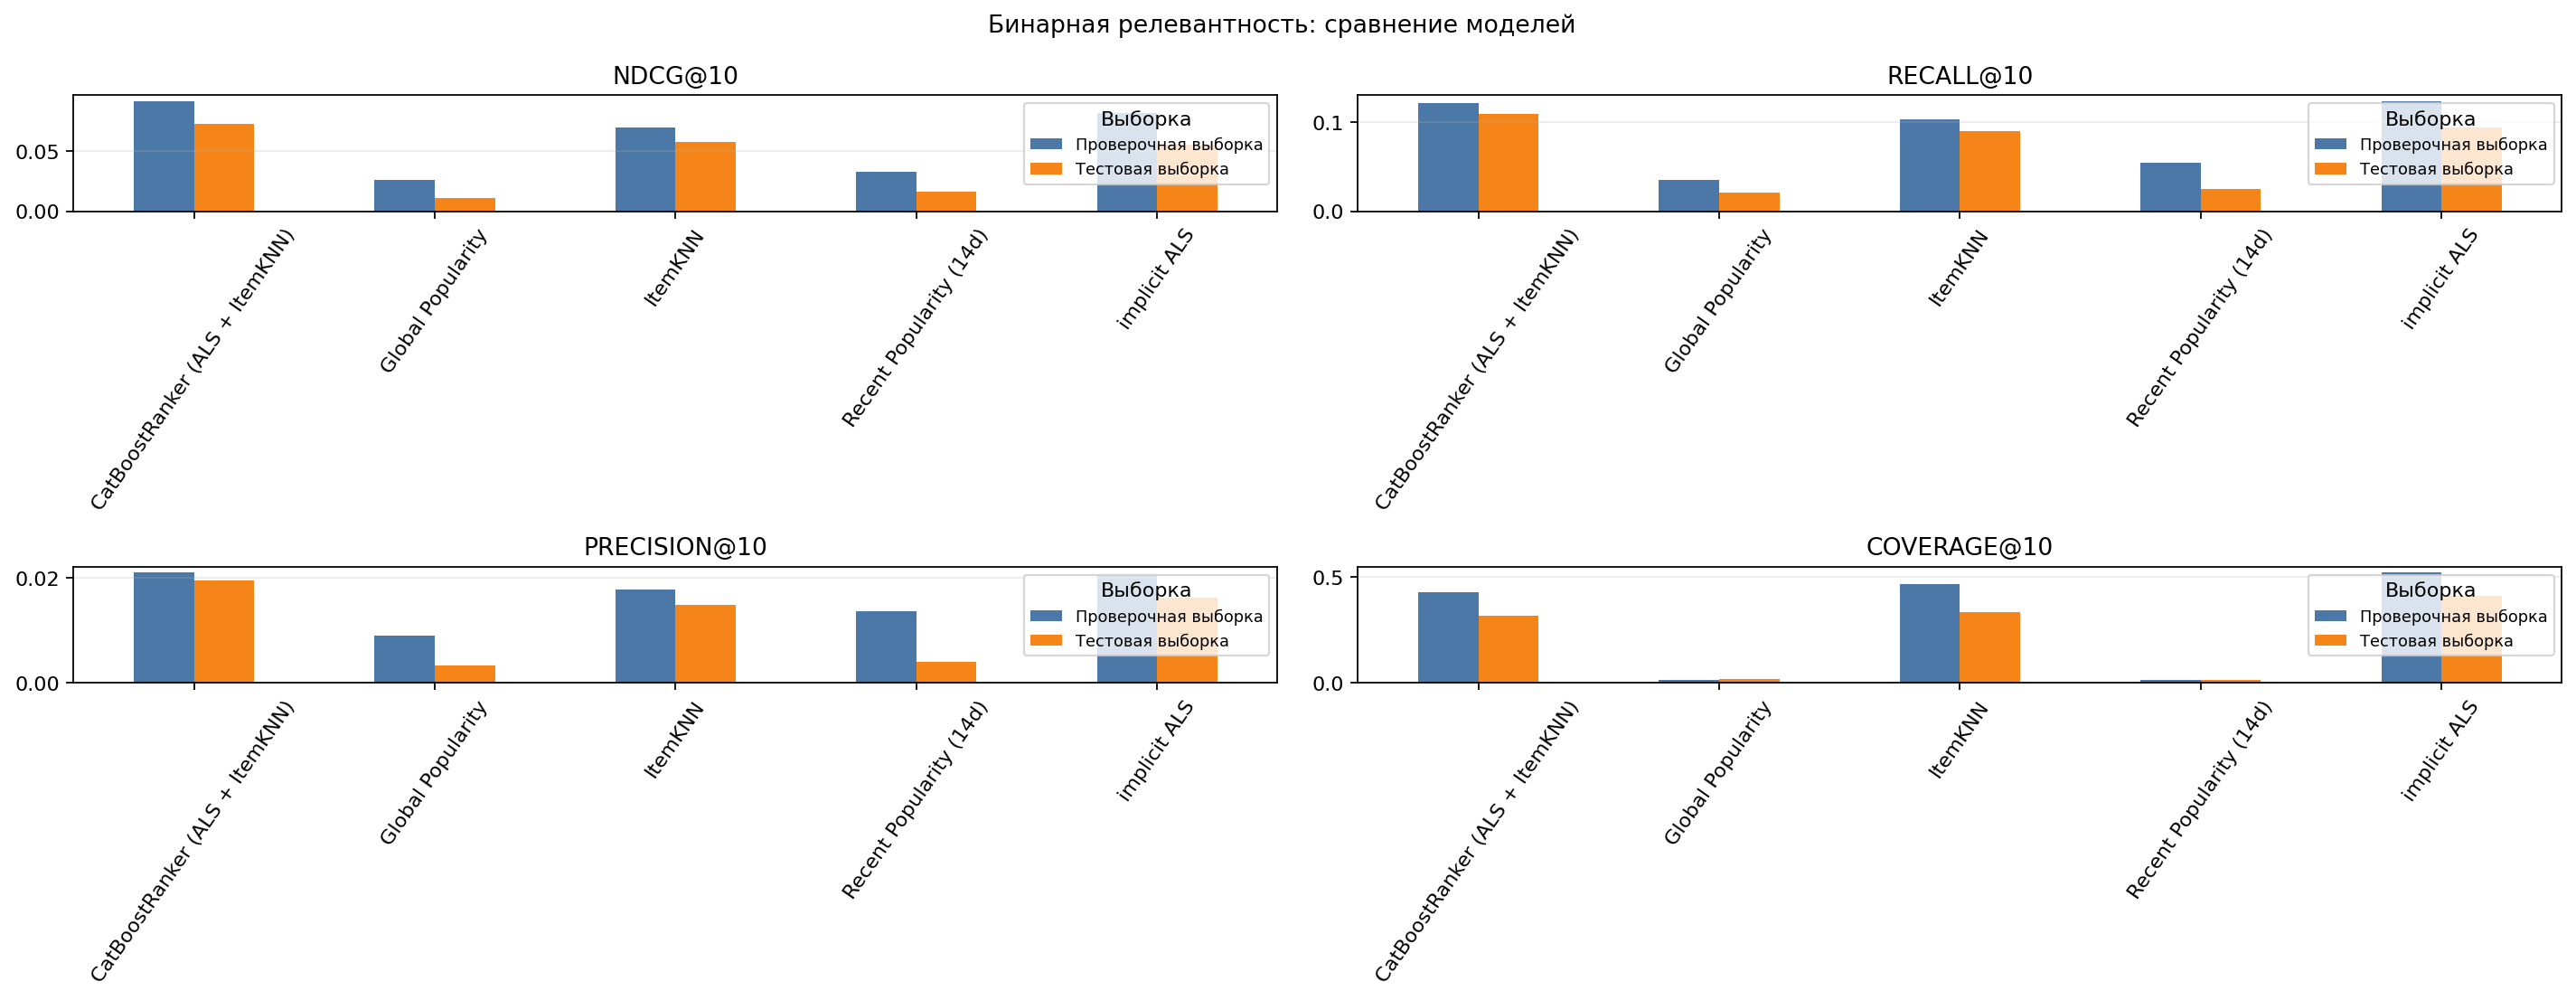 Бинарная релевантность: сравнение моделей
NDCG@10
0.05
0.00
Выборка
Проверочная выборка
Тестовая выборка
CatBoostRanker (ALS + ItemKNN)
Global Popularity
ItemKNN
Recent Popularity (14d)
implicit ALS
RECALL@10
0.1
0.0
Выборка
Проверочная выборка
Тестовая выборка
CatBoostRanker (ALS + ItemKNN)
Global Popularity
ItemKNN
Recent Popularity (14d)
implicit ALS
PRECISION@10
0.02
0.00
Выборка
Проверочная выборка
Тестовая выборка
CatBoostRanker (ALS + ItemKNN)
Global Popularity
ItemKNN
Recent Popularity (14d)
implicit ALS
COVERAGE@10
0.5
0.0
Выборка
Проверочная выборка
Тестовая выборка
CatBoostRanker (ALS + ItemKNN)
Global Popularity
ItemKNN
Recent Popularity (14d)
implicit ALS